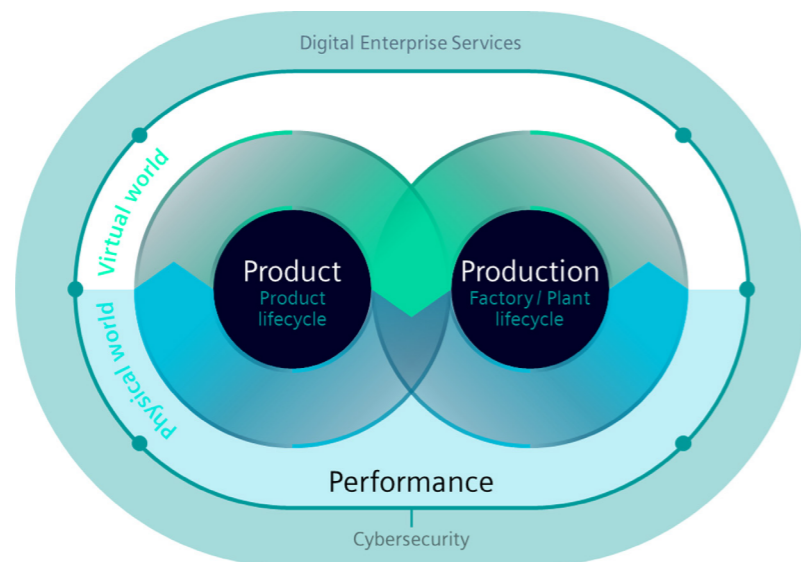 Digital Enterprise Services
Virtual world
Product
Product
lifecycle
Production
Factory / Plant
lifecycle
Physical world
Performance
Cybersecurity